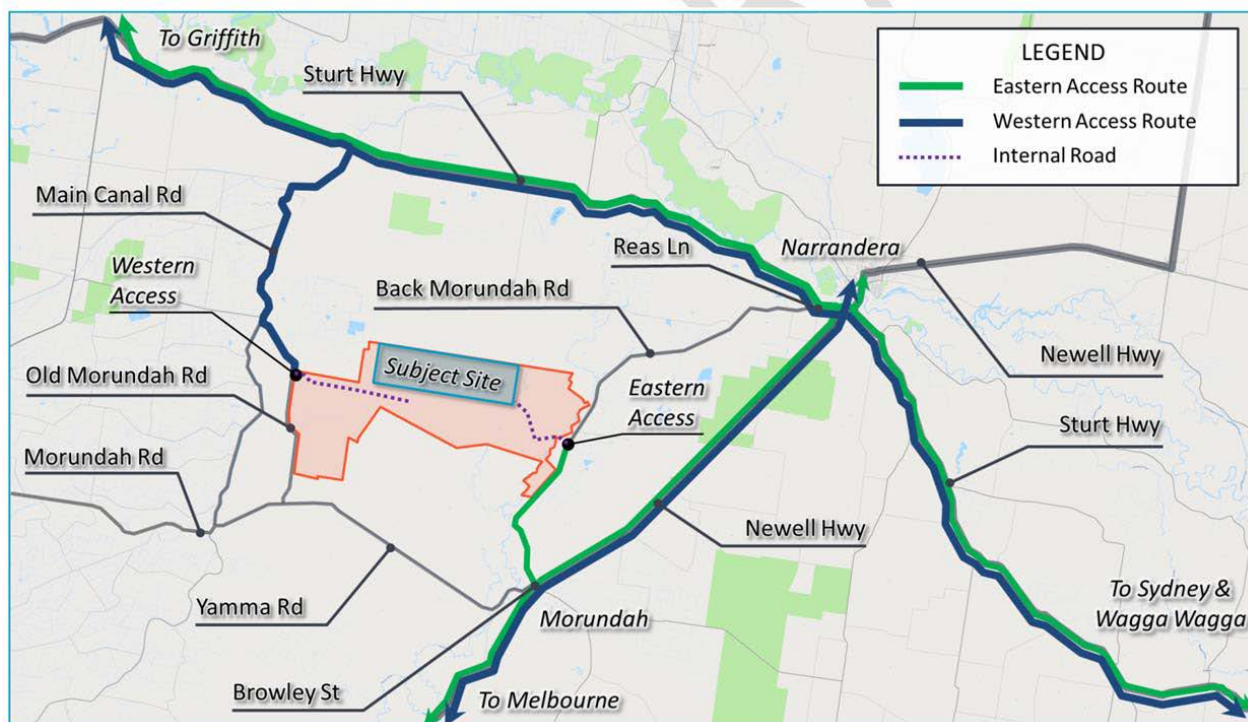 To Griffith
Sturt Hwy
LEGEND
Eastern Access Route
Western Access Route
Internal Road
Main Canal Rd
Western
Access
Reas Ln
Narrandera
Back Morundah Rd
Newell Hwy
Old Morundah Rd
Subject Site
Eastern
Access
Sturt Hwy
Morundah Rd
Newell Hwy
Yamma Rd
Morundah
To Sydney &
Wagga Wagga
Browley St
To Melbourne